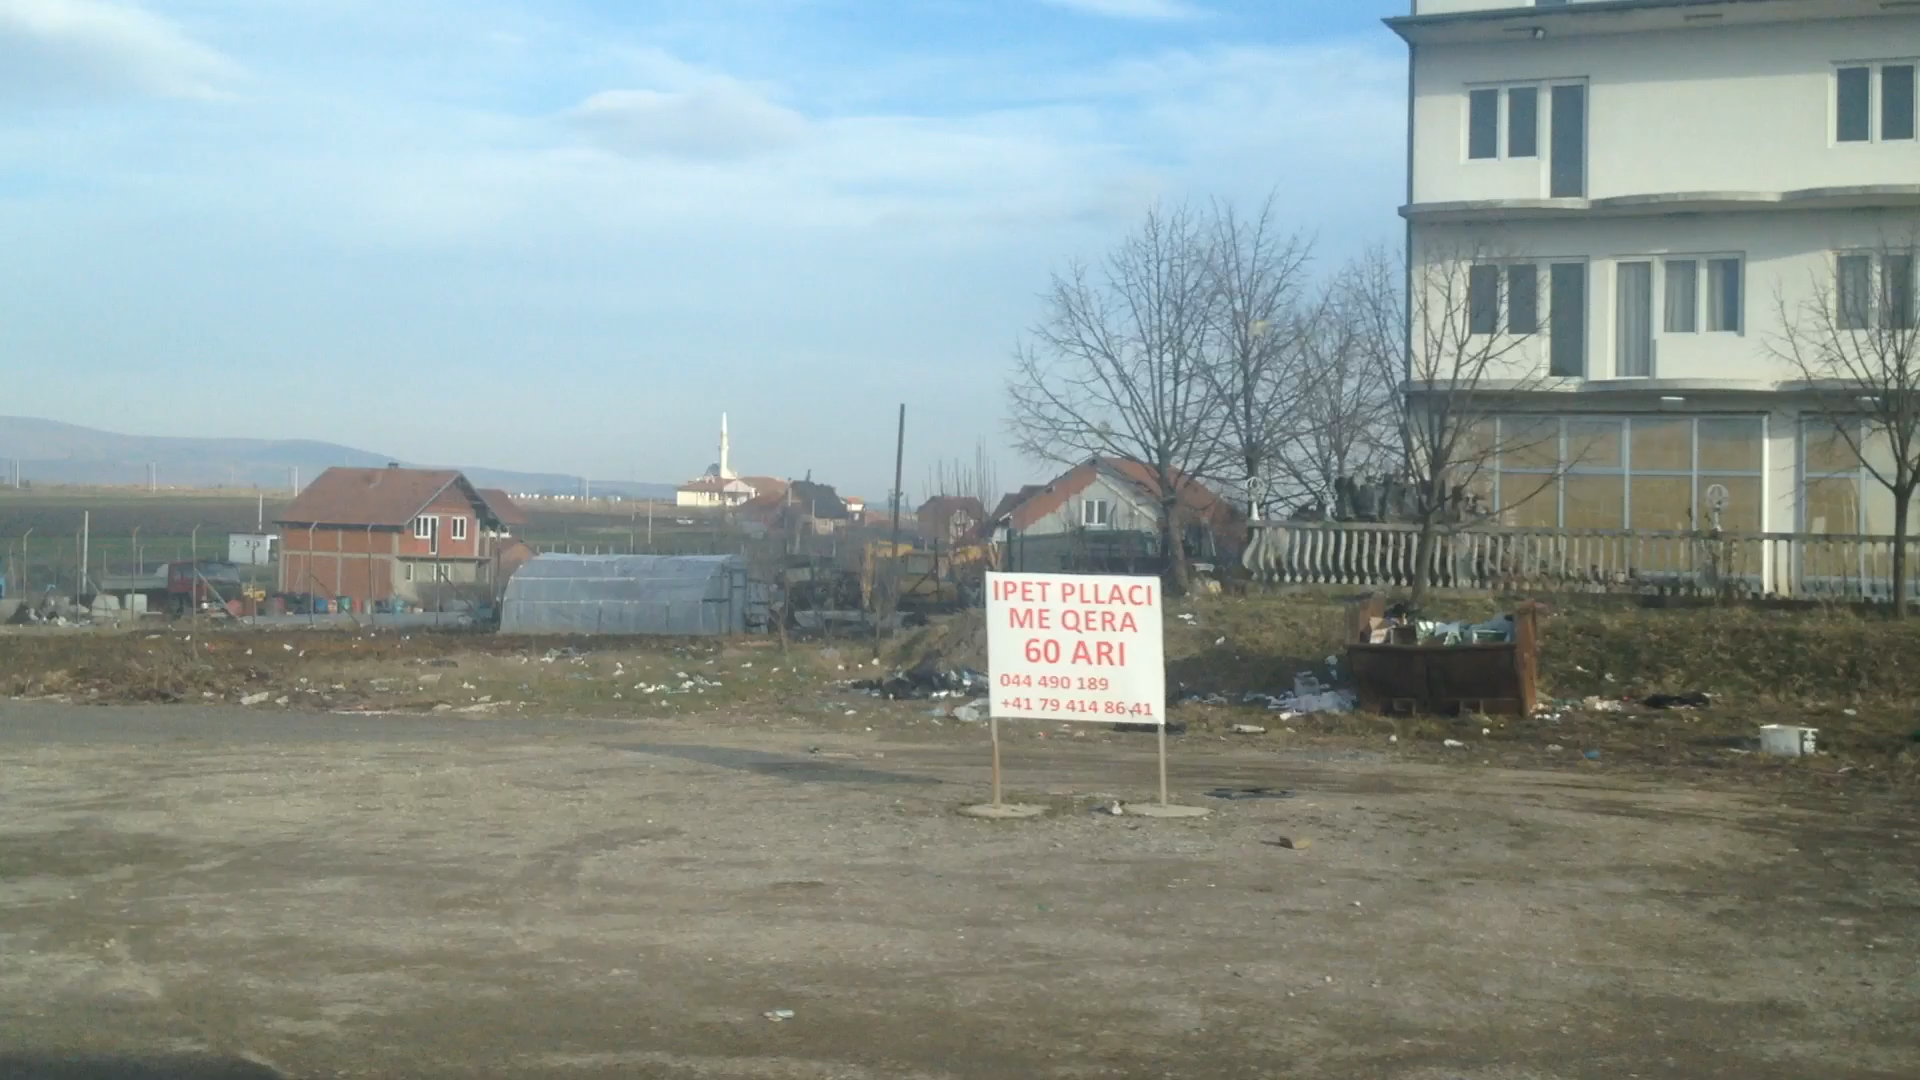 IPET PLLACI
ME QERA
60 ARI
044 490 189
+41 79 414 86 41